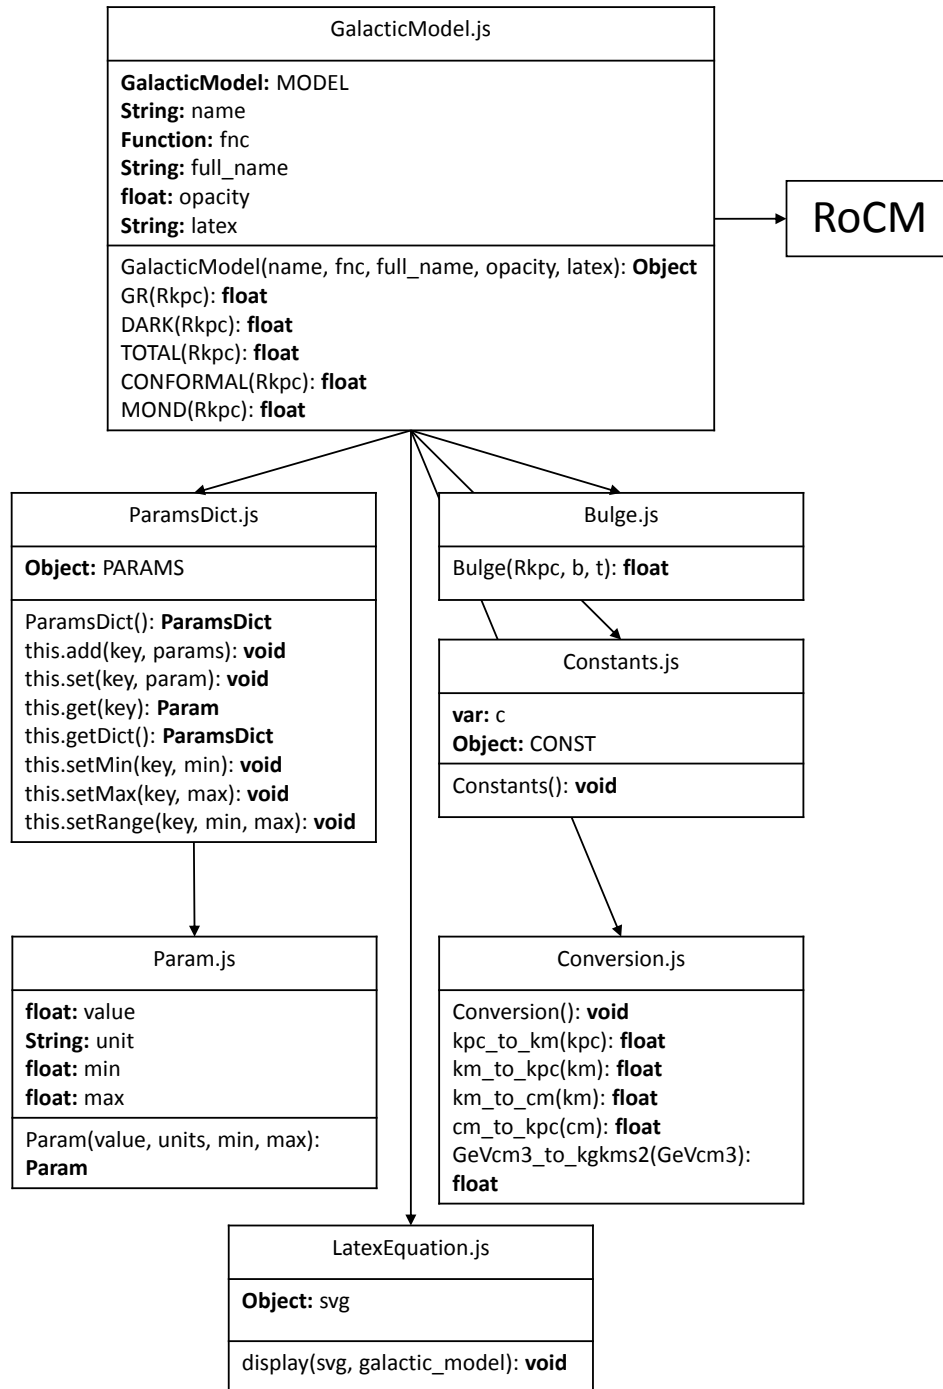 GalacticModel.js
GalacticModel: MODEL
String: name
Function: fnc
String: full_name
float: opacity
String: latex
GalacticModel(name, fnc, full_name, opacity, latex): Object
GR(Rkpc): float
DARK(Rkpc): float
TOTAL(Rkpc): float
CONFORMAL(Rkpc): float
MOND(Rkpc): float
RoCM
ParamsDict.js
Object: PARAMS
ParamsDict(): ParamsDict
this.add(key, params): void
this.set(key, param): void
this.get(key): Param
this.getDict(): ParamsDict
this.setMin(key, min): void
this.setMax(key, max): void
this.setRange(key, min, max): void
Bulge.js
Bulge(Rkpc, b, t): float
Constants.js
var: c
Object: CONST
Constants(): void
Param.js
float: value
String: unit
float: min
float: max
Param(value, units, min, max):
Param
Conversion.js
Conversion(): void
kpc_to_km(kpc): float
km_to_kpc(km): float
km_to_cm(km): float
cm_to_kpc(cm): float
GeVcm3_to_kgkms2(GeVcm3):
float
LatexEquation.js
Object: svg
display(svg, galactic_model): void